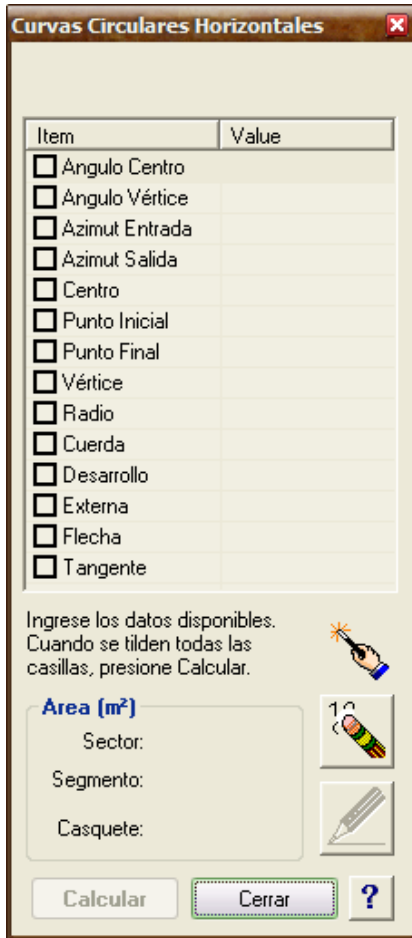 Curvas Circulares Horizontales
Item Value
Angulo Centro
Angulo Vértice
Azimut Entrada
Azimut Salida
Centro
Punto Inicial
Punto Final
Vértice
Radio
Cuerda
Desarrollo
Externa
Flecha
Tangente
Ingrese los datos disponibles.
Cuando se tilden todas las
casillas, presione Calcular.
Area (m²)
Sector:
Segmento:
Casquete:
Calcular Cerrar ?